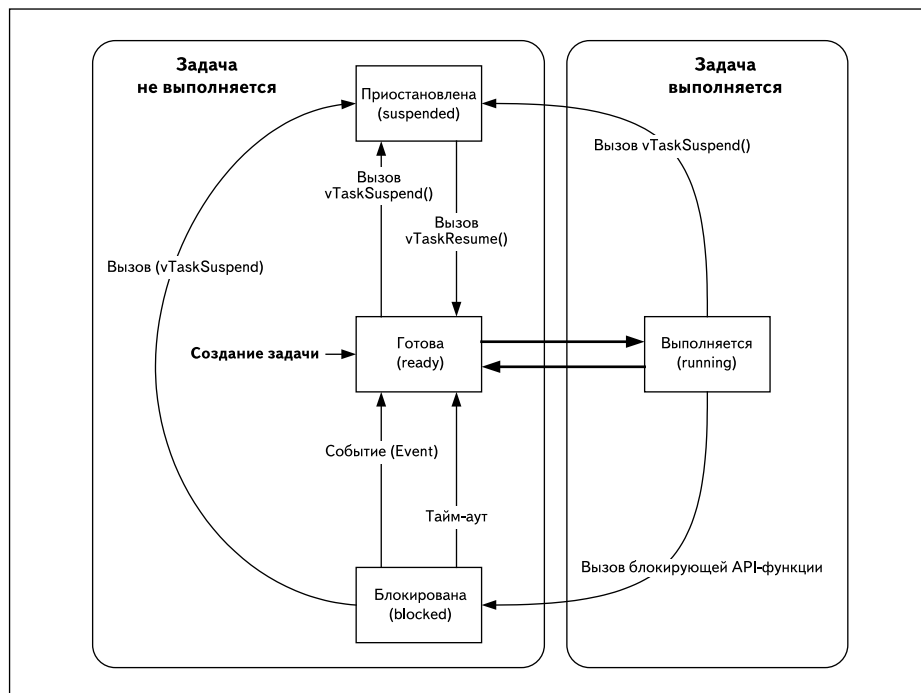 Задача
не выполняется
Задача
выполняется
Приостановлена
(suspended)
Вызов vTaskSuspend()
Вызов
vTaskSuspend()
Вызов
vTaskResume()
Вызов (vTaskSuspend)
Создание задачи
Готова
(ready)
Выполняется
(running)
Событие (Event)
Тайм-аут
Вызов блокирующей API-функции
Блокирована
(blocked)